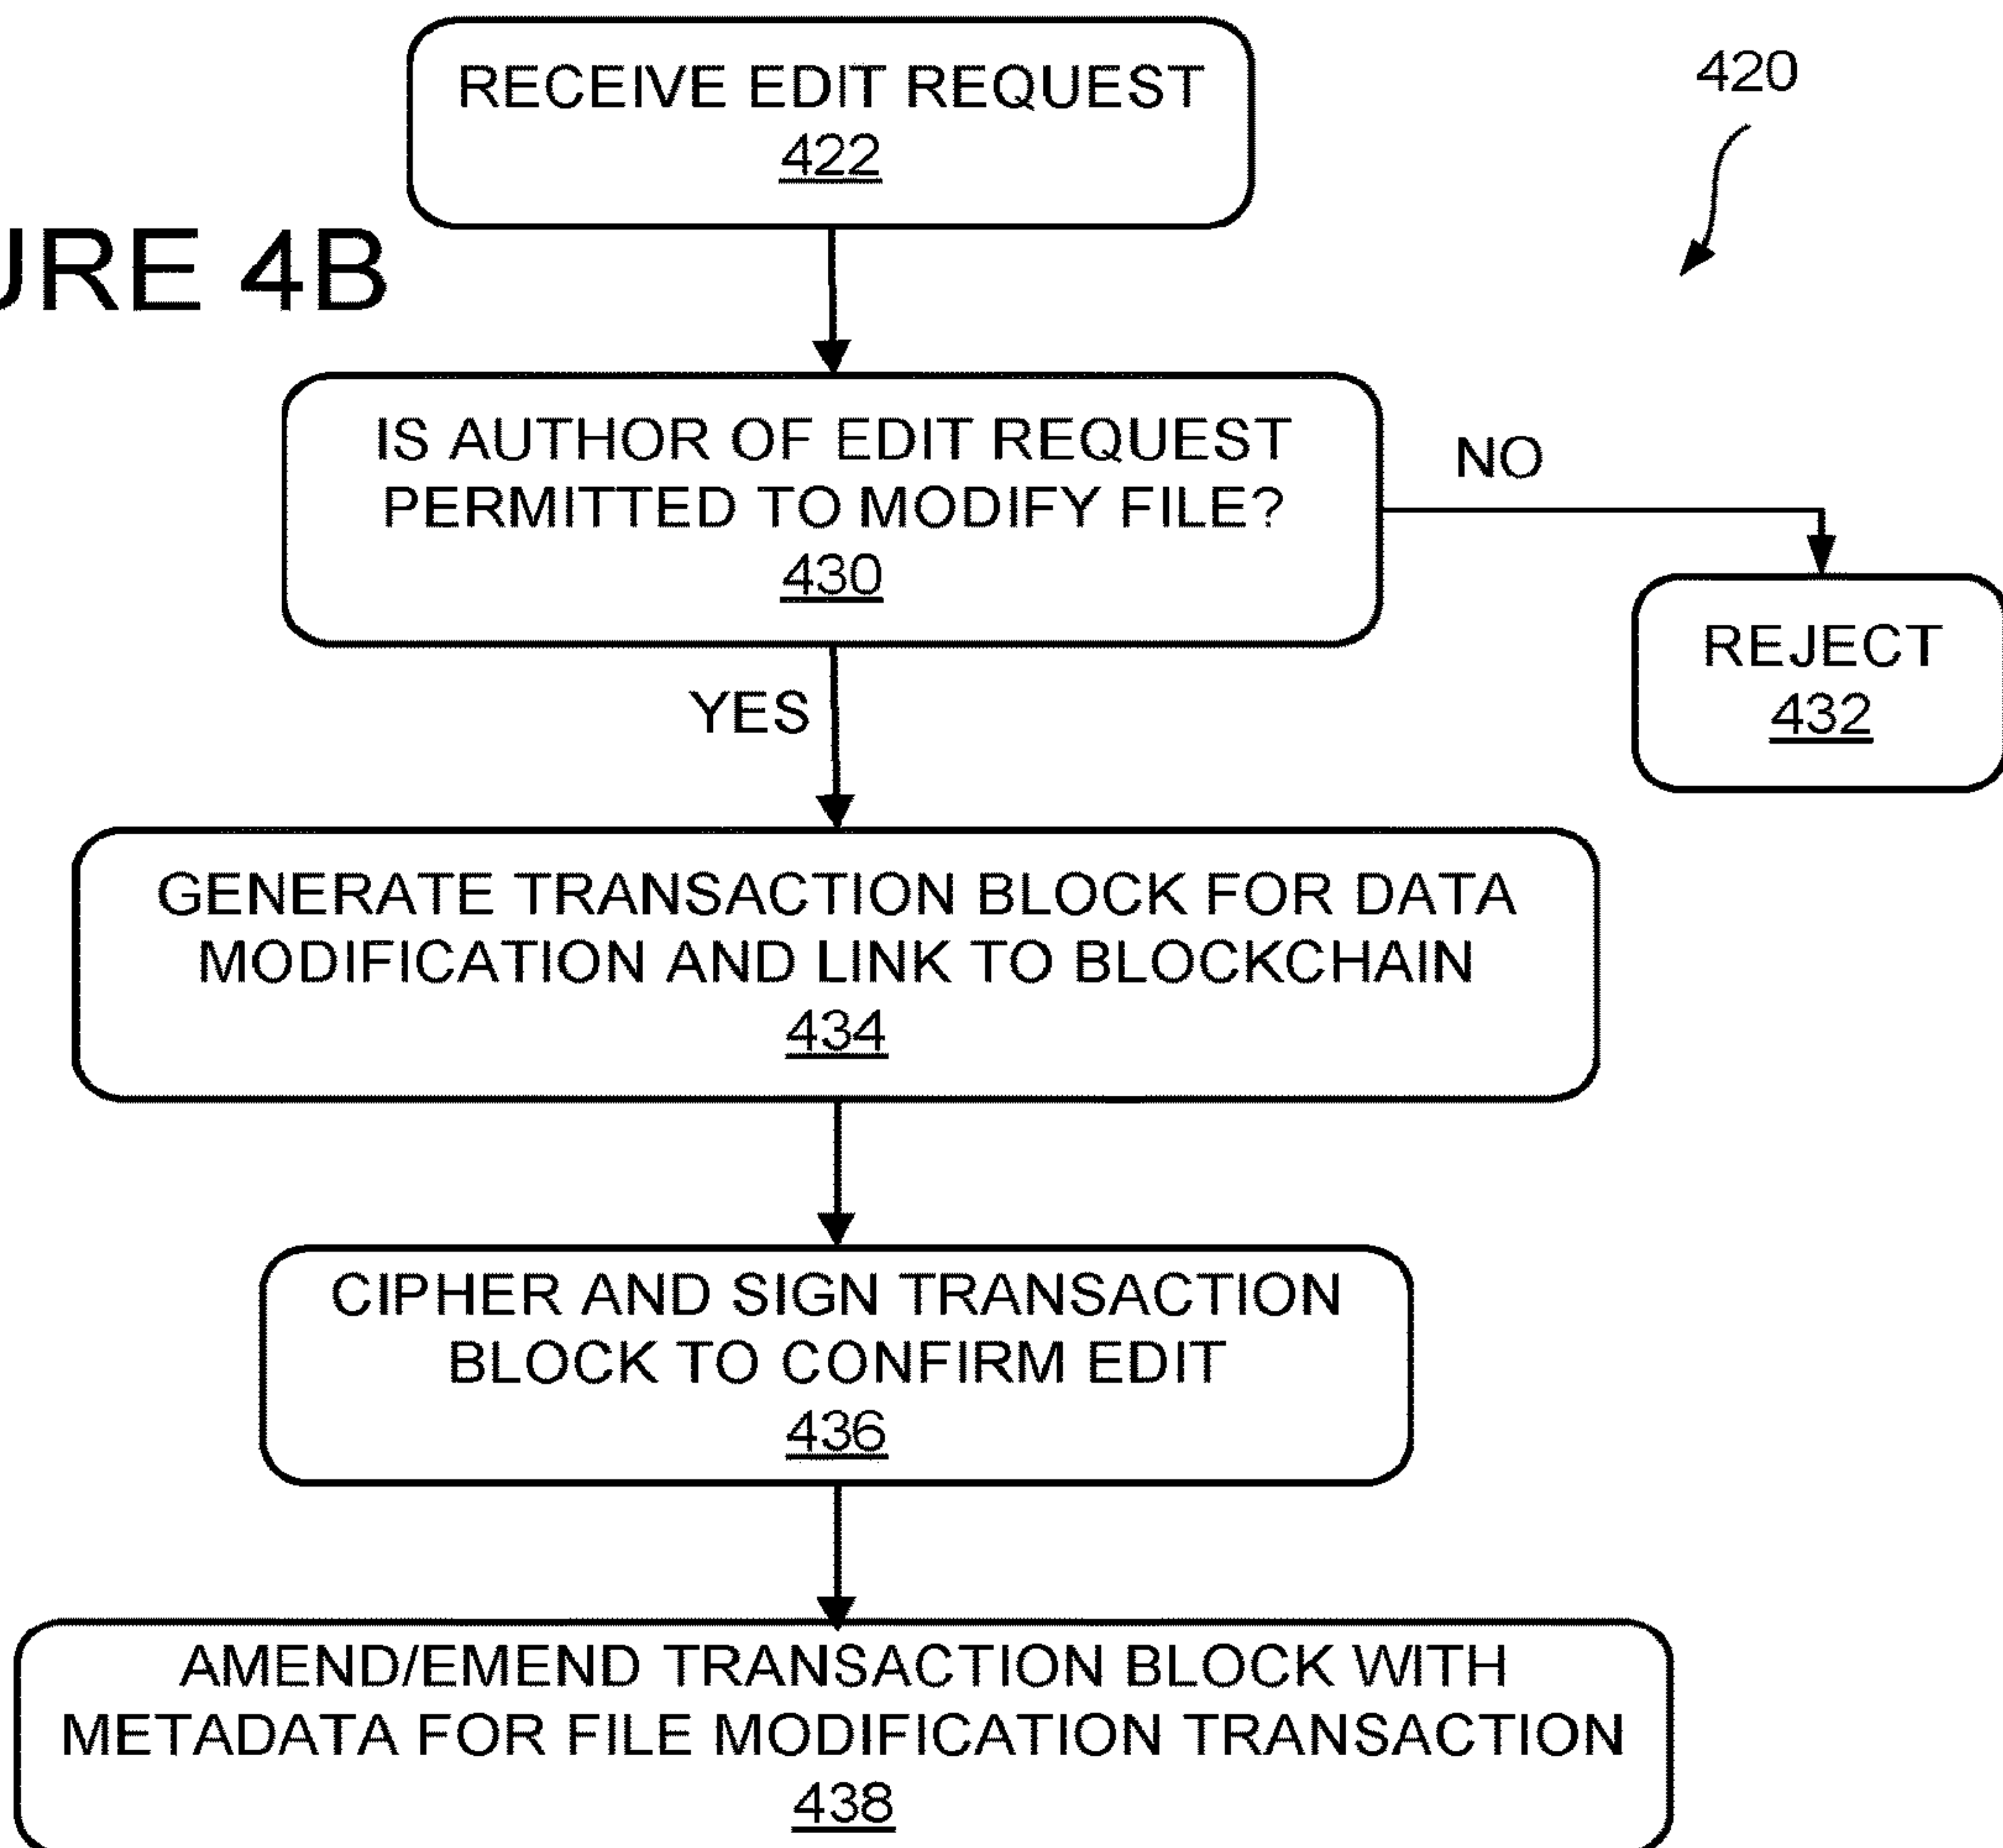 RECEIVE EDIT REQUEST
422
420
URE 4B
IS AUTHOR OF EDIT REQUEST
PERMITTED TO MODIFY FILE?
430
NO
REJECT
432
YES
GENERATE TRANSACTION BLOCK FOR DATA
MODIFICATION AND LINK TO BLOCKCHAIN
434
CIPHER AND SIGN TRANSACTION
BLOCK TO CONFIRM EDIT
436
AMEND/EMEND TRANSACTION BLOCK WITH
METADATA FOR FILE MODIFICATION TRANSACTION
438